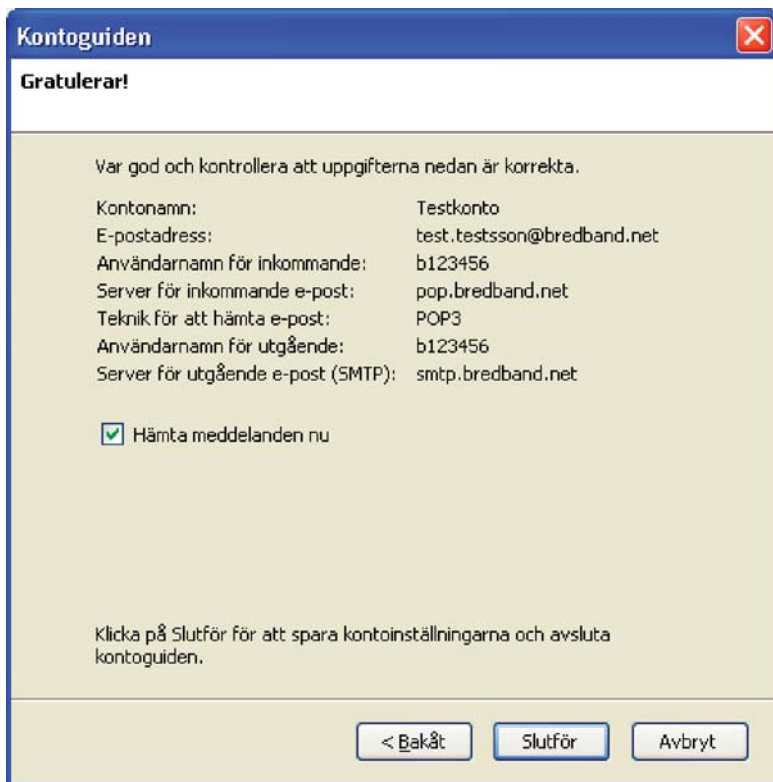 Kontoguiden
Gratulerar!
Var god och kontrollera att uppgifterna nedan är korrekta.
Kontonamn: Testkonto
E-postadress: test.testsson@bredband.net
Användarnamn för inkommande: b123456
Server för inkommande e-post: pop.bredband.net
Teknik för att hämta e-post: POP3
Användarnamn för utgående: b123456
Server för utgående e-post (SMTP): smtp.bredband.net
Hämta meddelanden nu
Klicka på Slutför för att spara kontoinställningarna och avsluta
kontoguiden.
< Bakåt Slutför Avbryt